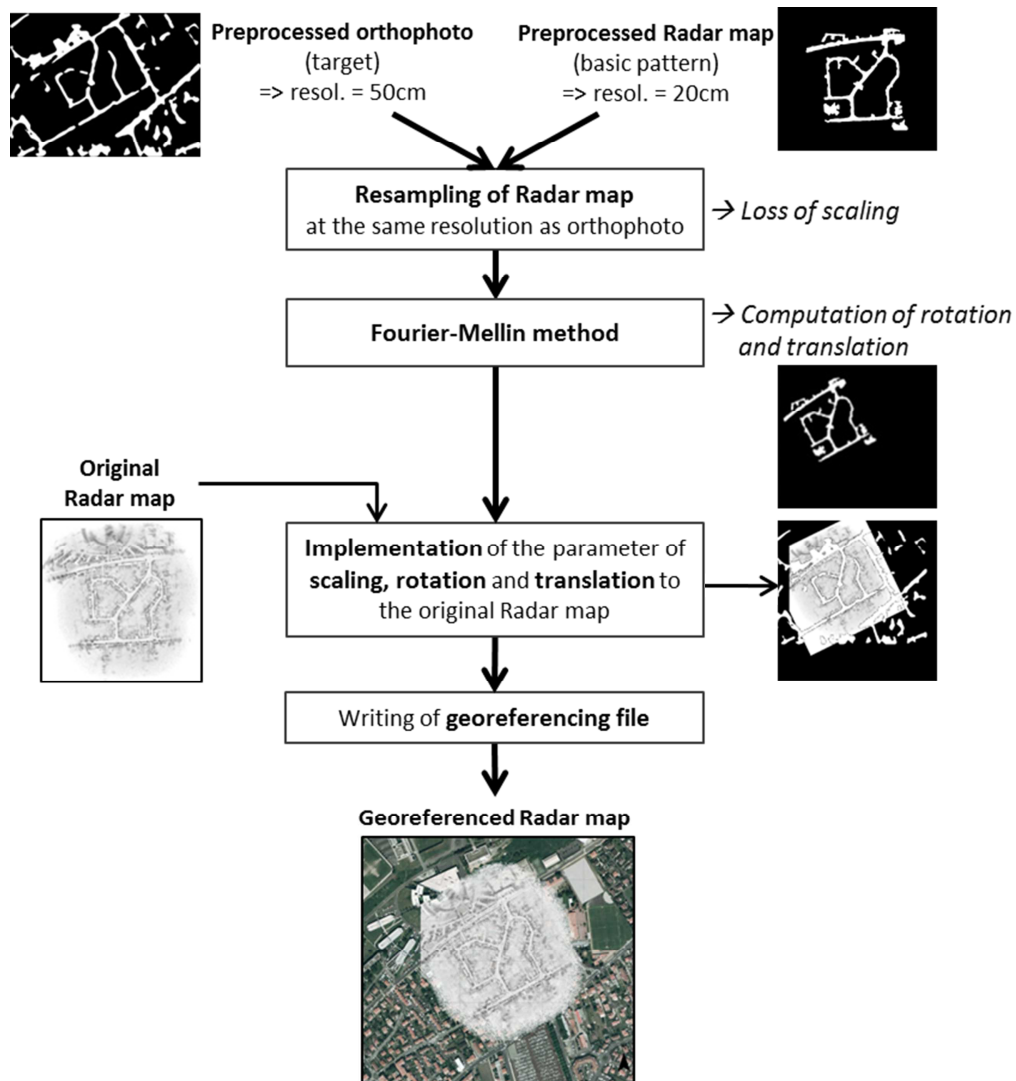 Preprocessed orthophoto
(target)
=> resol. = 50cm
Preprocessed Radar map
(basic pattern)
=> resol. = 20cm
Resampling of Radar map
at the same resolution as orthophoto
→ Loss of scaling
Fourier-Mellin method
→ Computation of rotation
and translation
Original
Radar map
Implementation of the parameter of
scaling, rotation and translation to
the original Radar map
Writing of georeferencing file
Georeferenced Radar map